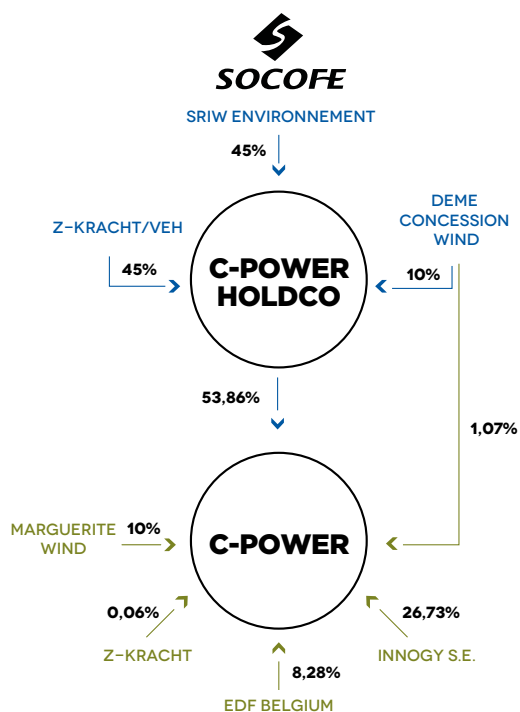 SOCOFE
SRIW ENVIRONNEMENT
45%
Z-KRACHT/VEH
45%
DEME
CONCESSION
WIND
10%
C-POWER
HOLDCO
53,86%
1,07%
MARGUERITE
WIND
10%
C-POWER
0,06%
Z-KRACHT
8,28%
EDF BELGIUM
26,73%
INNOGY S.E.